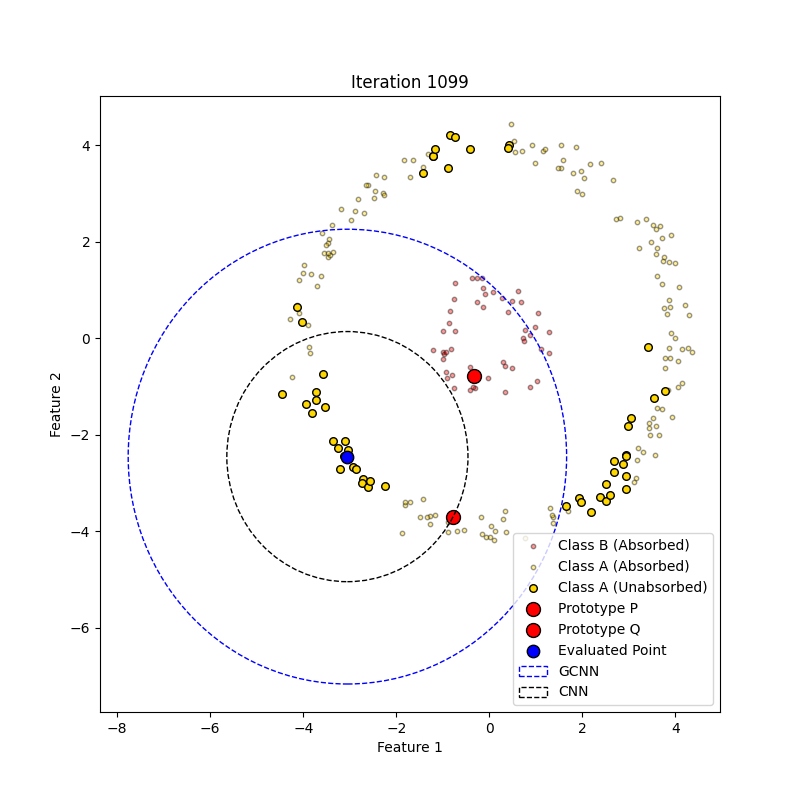 Iteration 1099
4
2
0
−2
−4
−6
Feature 2
Class B (Absorbed)
Class A (Absorbed)
Class A (Unabsorbed)
Prototype P
Prototype Q
Evaluated Point
GCNN
CNN
−8
−6
−4
−2
0
2
4
Feature 1